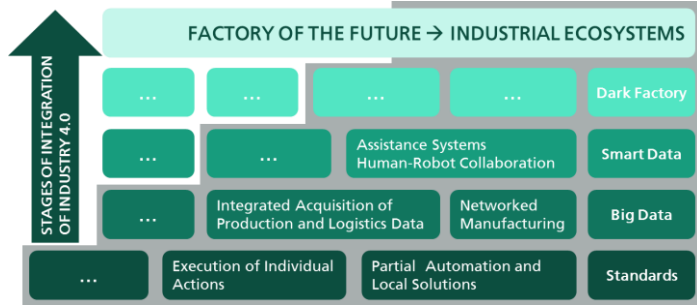 FACTORY OF THE FUTURE → INDUSTRIAL ECOSYSTEMS
STAGES OF INTEGRATION
OF INDUSTRY 4.0
...
...
...
...
Dark Factory
...
...
Assistance Systems
Human-Robot Collaboration
Smart Data
...
Integrated Acquisition of
Production and Logistics Data
Networked
Manufacturing
Big Data
...
Execution of Individual
Actions
Partial Automation and
Local Solutions
Standards